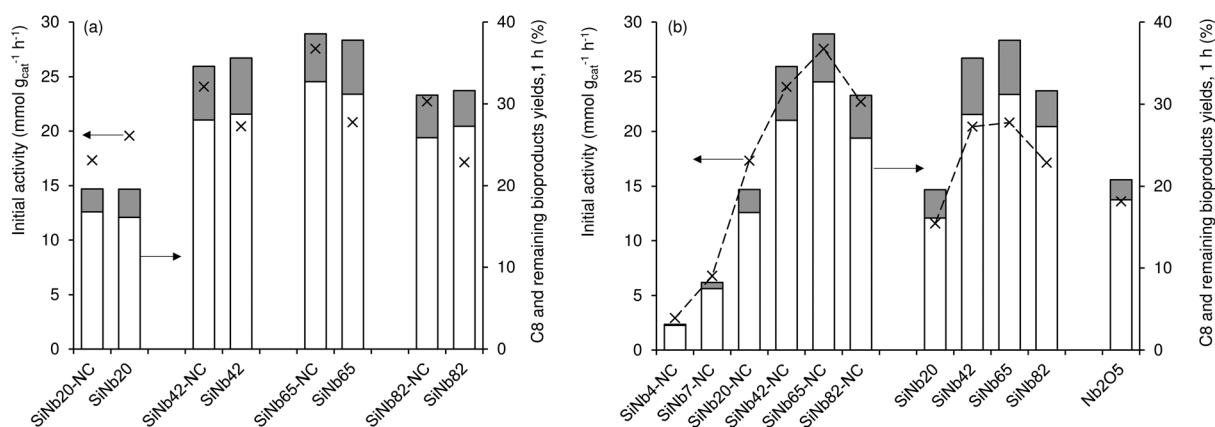 (a)
Initial activity (mmol g_cat^-1 h^-1)
30
25
20
15
10
5
0
40
30
20
10
0
C8 and remaining bioproducts yields,1 h (%)
SiNb20-NC
SiNb20
SiNb42-NC
SiNb42
SiNb65-NC
SiNb65
SiNb82-NC
SiNb82
(b)
Initial activity (mmol g_cat^-1 h^-1)
30
25
20
15
10
5
0
40
30
20
10
0
C8 and remaining bioproducts yields, 1 h (%)
SiNb4-NC
SiNb7-NC
SiNb20-NC
SiNb42-NC
SiNb65-NC
SiNb82-NC
SiNb20
SiNb42
SiNb65
SiNb82
Nb2O5